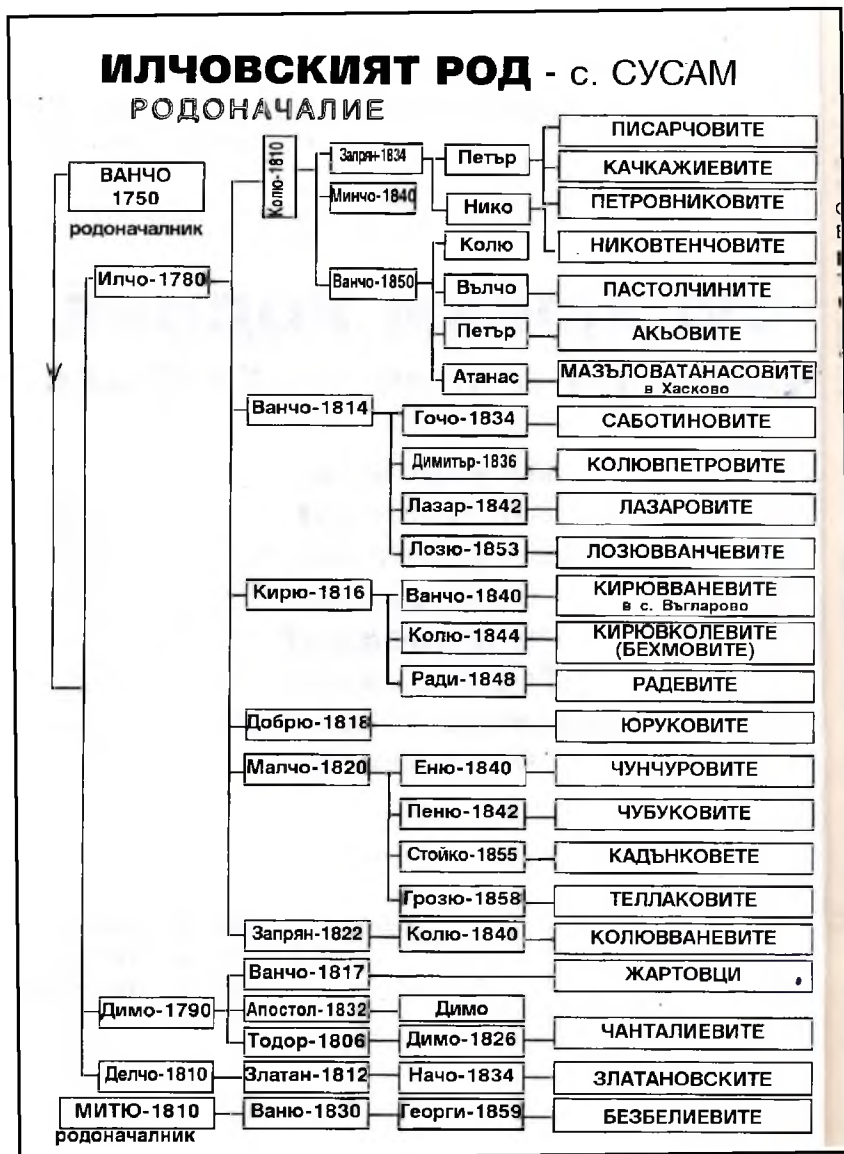 ИЛЧОВСКИЯТ РОД - с. СУСАМ
РОДОНАЧАЛИЕ
ВАНЧО
1750
родоначалник
Илчо-1780
Колю-1810
Запрян-1834
Петър
ПИСАРЧОВИТЕ
КАЧКАЖИЕВИТЕ
ПЕТРОВНИКОВИТЕ
Минчо-1840
Нико
НИКОВТЕНЧОВИТЕ
Колю
Ванчо-1850
Вълчо
ПАСТОЛЧИНИТЕ
Петър
АКЬОВИТЕ
Атанас
МАЗЪЛОВАТАНАСОВИТЕ
в Хасково
Ванчо-1814
Гочо-1834
САБОТИНОВИТЕ
Димитър-1836
КОЛЮВПЕТРОВИТЕ
Лазар-1842
ЛАЗАРОВИТЕ
Лозю-1853
ЛОЗЮВВАНЧЕВИТЕ
Кирю-1816
Ванчо-1840
КИРЮВВАНЕВИТЕ
в с. Въгларово
Колю-1844
КИРЮВКОЛЕВИТЕ
(БЕХМОВИТЕ)
Ради-1848
РАДЕВИТЕ
Добрю-1818
ЮРУКОВИТЕ
Малчо-1820
Еню-1840
ЧУНЧУРОВИТЕ
Пеню-1842
ЧУБУКОВИТЕ
Стойко-1855
КАДЪНКОВЕТЕ
Грозю-1858
ТЕЛЛАКОВИТЕ
Запрян-1822
Колю-1840
КОЛЮВВАНЕВИТЕ
Димо-1790
Ванчо-1817
ЖАРТОВЦИ
Апостол-1832
Димо
Тодор-1806
Димо-1826
ЧАНТАЛИЕВИТЕ
Делчо-1810
Златан-1812
Начо-1834
ЗЛАТАНОВСКИТЕ
МИТЮ-1810
родоначалник
Ваню-1830
Георги-1859
БЕЗБЕЛИЕВИТЕ